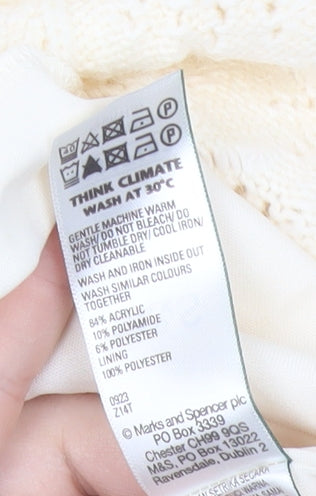 THINK CLIMATE
WASH AT 30°C
GENTLE MACHINE WARM
WASH/ DO NOT BLEACH/ DO
NOT TUMBLE DRY/ COOL IRON/
DRY CLEANABLE
WASH AND IRON INSIDE OUT
WASH SIMILAR COLOURS
TOGETHER
84% ACRYLIC
10% POLYAMIDE
6% POLYESTER
LINING
100% POLYESTER
0923
Z14T
© Marks and Spencer plc
PO Box 3339
Chester CH99 9QS
M&S, PO Box 13022
Ravensdale, Dublin 2
SETRIKA SEGARA